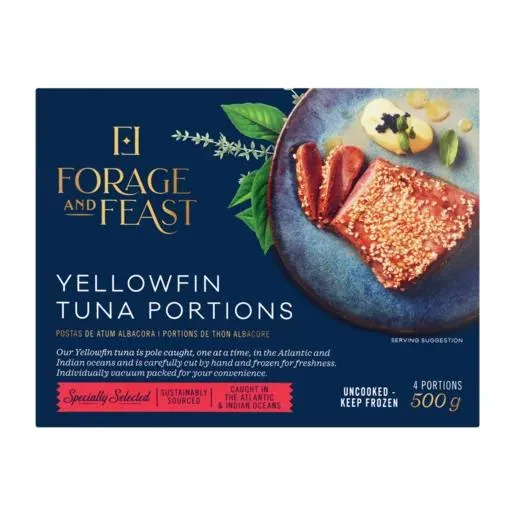 FORAGE
AND FEAST
YELLOWFIN
TUNA PORTIONS
POSTAS DE ATUM ALBACORA | PORTIONS DE THON ALBACORE
SERVING SUGGESTION
Our Yellowfin tuna is pole caught, one at a time, in the Atlantic and
Indian oceans and is carefully cut by hand and frozen for freshness.
Individually vacuum packed for your convenience.
Specially Selected
SUSTAINABLY
SOURCED
CAUGHT IN
THE ATLANTIC
& INDIAN OCEANS
UNCOOKED -
KEEP FROZEN
4 PORTIONS
500 g